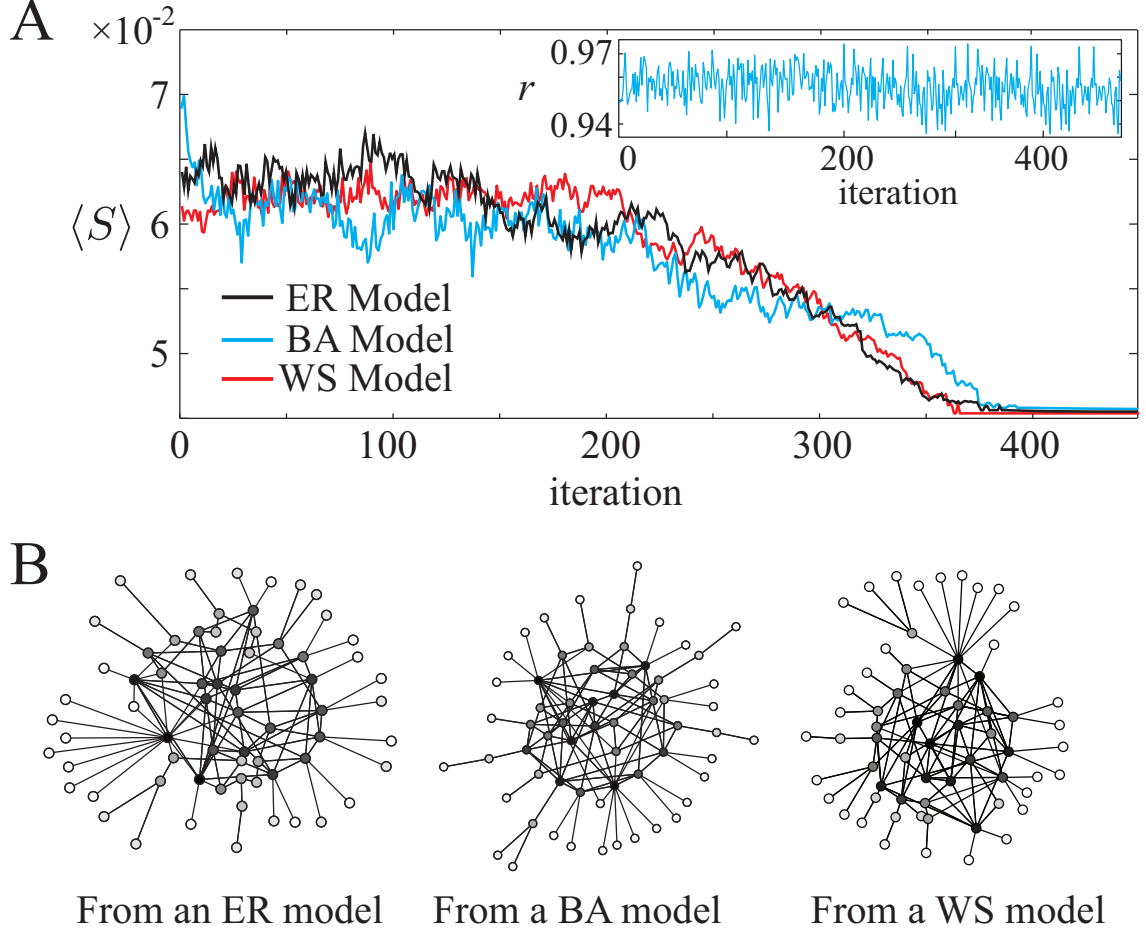 A
×10⁻²
7
6
5
⟨S⟩
ER Model
BA Model
WS Model
0 100 200 300 400
iteration
r
0.97
0.94
0 200 400
iteration
B
From an ER model
From a BA model
From a WS model